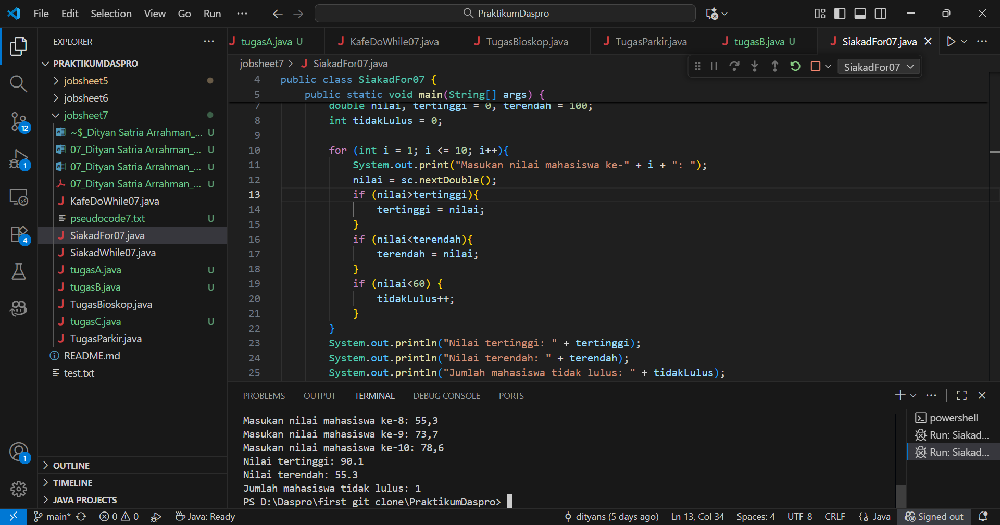 File Edit Selection View Go Run ··· PraktikumDaspro
EXPLORER ···
PRAKTIKUMDASPRO
jobsheet5
jobsheet6
jobsheet7
~$_Dityan Satria Arrahman_... U
07_Dityan Satria Arrahman_... U
07_Dityan Satria Arrahman_... U
07_Dityan Satria Arrahman_... U
KafeDoWhile07.java
pseudocode7.txt U
SiakadFor07.java
SiakadWhile07.java
tugasA.java U
tugasB.java U
TugasBioskop.java
tugasC.java U
TugasParkir.java
README.md
test.txt
OUTLINE
TIMELINE
JAVA PROJECTS
12
1
4
1
tugasA.java U KafeDoWhile07.java TugasBioskop.java TugasParkir.java tugasB.java U SiakadFor07.java
jobsheet7 > SiakadFor07.java
SiakadFor07
4 public class SiakadFor07 {
5 public static void main(String[] args) {
7 double nilai, tertinggi = 0, terendah = 100;
8 int tidakLulus = 0;
9
10 for (int i = 1; i <= 10; i++){
11 System.out.print("Masukan nilai mahasiswa ke-" + i + ": ");
12 nilai = sc.nextDouble();
13 if (nilai>tertinggi){
14 tertinggi = nilai;
15 }
16 if (nilai<terendah){
17 terendah = nilai;
18 }
19 if (nilai<60) {
20 tidakLulus++;
21 }
22 }
23 System.out.println("Nilai tertinggi: " + tertinggi);
24 System.out.println("Nilai terendah: " + terendah);
25 System.out.println("Jumlah mahasiswa tidak lulus: " + tidakLulus);
PROBLEMS OUTPUT TERMINAL DEBUG CONSOLE PORTS
Masukan nilai mahasiswa ke-8: 55,3
Masukan nilai mahasiswa ke-9: 73,7
Masukan nilai mahasiswa ke-10: 78,6
Nilai tertinggi: 90.1
Nilai terendah: 55.3
Jumlah mahasiswa tidak lulus: 1
PS D:\Daspro\first git clone\PraktikumDaspro>
powershell
Run: Siakad...
Run: Siakad...
main* 0 0 Java: Ready dityans (5 days ago) Ln 13, Col 34 Spaces: 4 UTF-8 CRLF {} Java Signed out